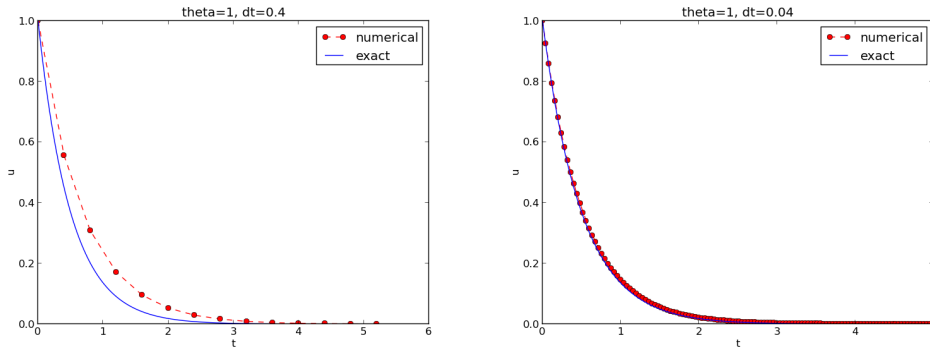 theta=1, dt=0.4
numerical
exact
1.0
0.8
0.6
0.4
0.2
0.0
u
0 1 2 3 4 5 6
t
theta=1, dt=0.04
numerical
exact
1.0
0.8
0.6
0.4
0.2
0.0
u
0 1 2 3 4
t